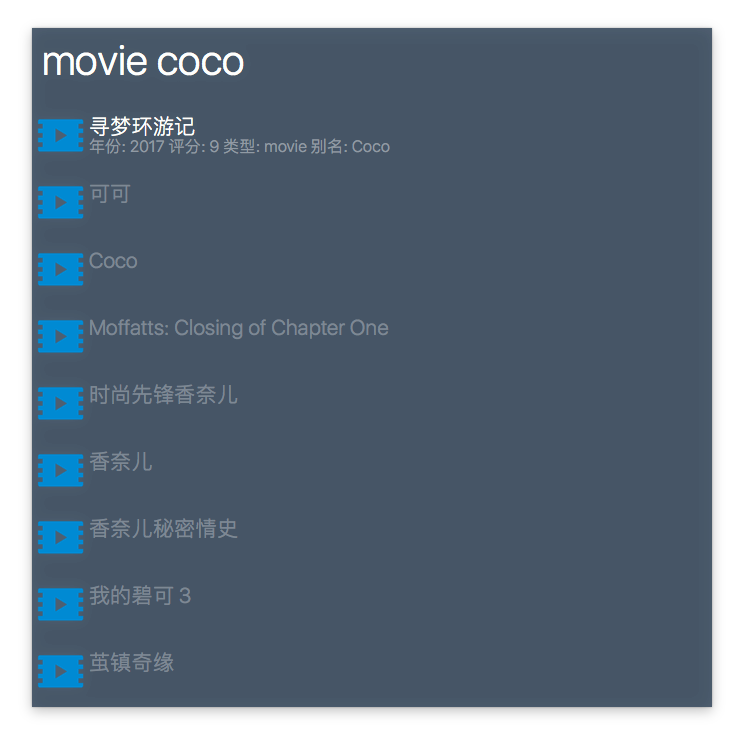 movie coco
寻梦环游记
年份: 2017 评分: 9 类型: movie 别名: Coco
可可
Coco
Moffatts: Closing of Chapter One
时尚先锋香奈儿
香奈儿
香奈儿秘密情史
我的碧可 3
茧镇奇缘